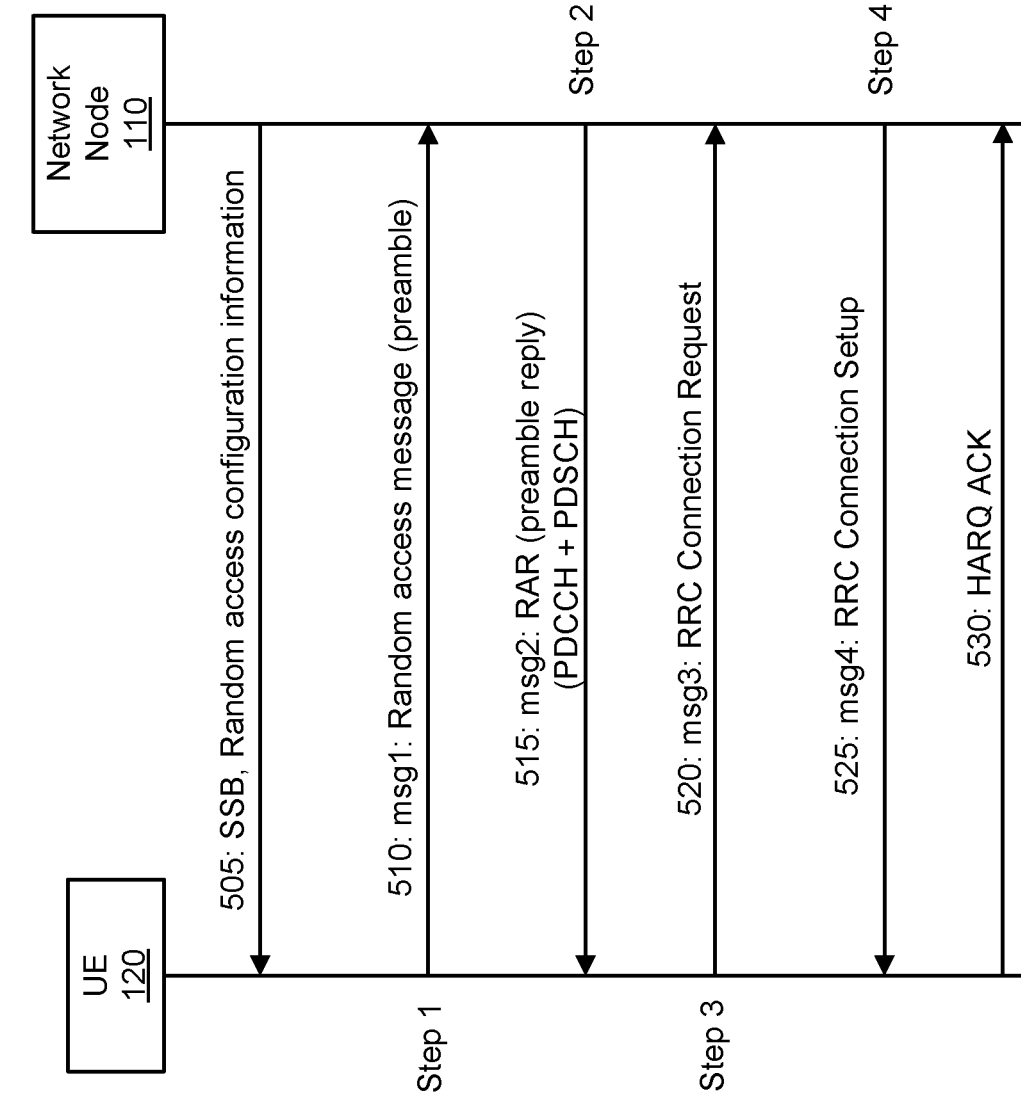 UE
120
Network
Node
110
505: SSB, Random access configuration information
Step 1
510: msg1: Random access message (preamble)
515: msg2: RAR (preamble reply)
(PDCCH + PDSCH)
Step 2
Step 3
520: msg3: RRC Connection Request
525: msg4: RRC Connection Setup
Step 4
530: HARQ ACK